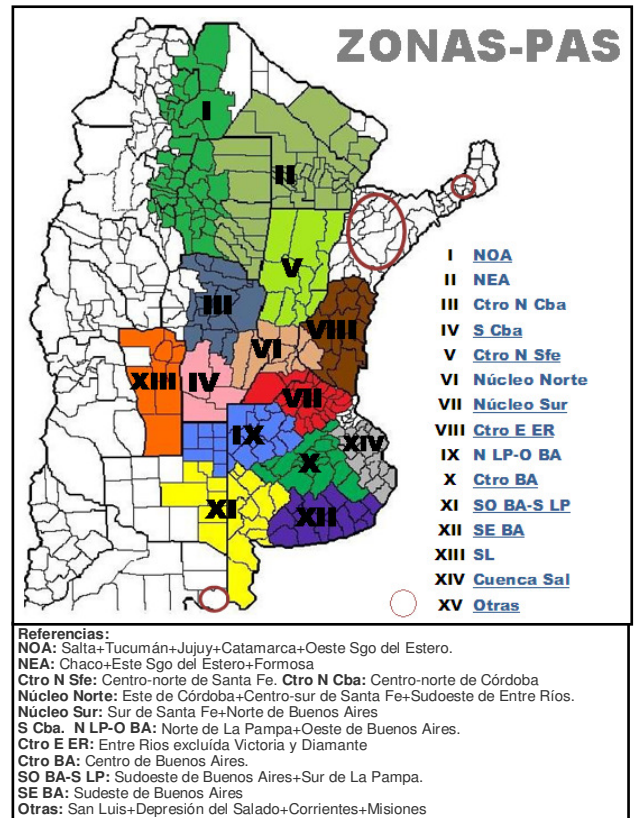 ZONAS-PAS
I
II
III
V
VI
VIII
XIII
IV
VII
IX
X
XIV
XI
XII
I NOA
II NEA
III Ctro N Cba
IV S Cba
V Ctro N Sfe
VI Núcleo Norte
VII Núcleo Sur
VIII Ctro E ER
IX N LP-O BA
X Ctro BA
XI SO BA-S LP
XII SE BA
XIII SL
XIV Cuenca Sal
XV Otras
Referencias:
NOA: Salta+Tucumán+Jujuy+Catamarca+Oeste Sgo del Estero.
NEA: Chaco+Este Sgo del Estero+Formosa
Ctro N Sfe: Centro-norte de Santa Fe. Ctro N Cba: Centro-norte de Córdoba
Núcleo Norte: Este de Córdoba+Centro-sur de Santa Fe+Sudoeste de Entre Ríos.
Núcleo Sur: Sur de Santa Fe+Norte de Buenos Aires
S Cba. N LP-O BA: Norte de La Pampa+Oeste de Buenos Aires.
Ctro E ER: Entre Rios excluída Victoria y Diamante
Ctro BA: Centro de Buenos Aires.
SO BA-S LP: Sudoeste de Buenos Aires+Sur de La Pampa.
SE BA: Sudeste de Buenos Aires
Otras: San Luis+Depresión del Salado+Corrientes+Misiones